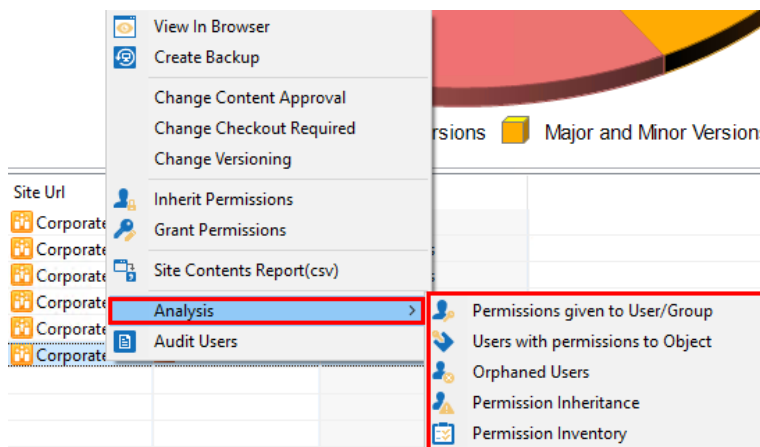 View In Browser
Create Backup
Change Content Approval
Change Checkout Required
Change Versioning
Inherit Permissions
Grant Permissions
Site Contents Report(csv)
Analysis >
Audit Users
Major and Minor Version
Site Url
Corporate
Corporate
Corporate
Corporate
Corporate
Corporate
Permissions given to User/Group
Users with permissions to Object
Orphaned Users
Permission Inheritance
Permission Inventory